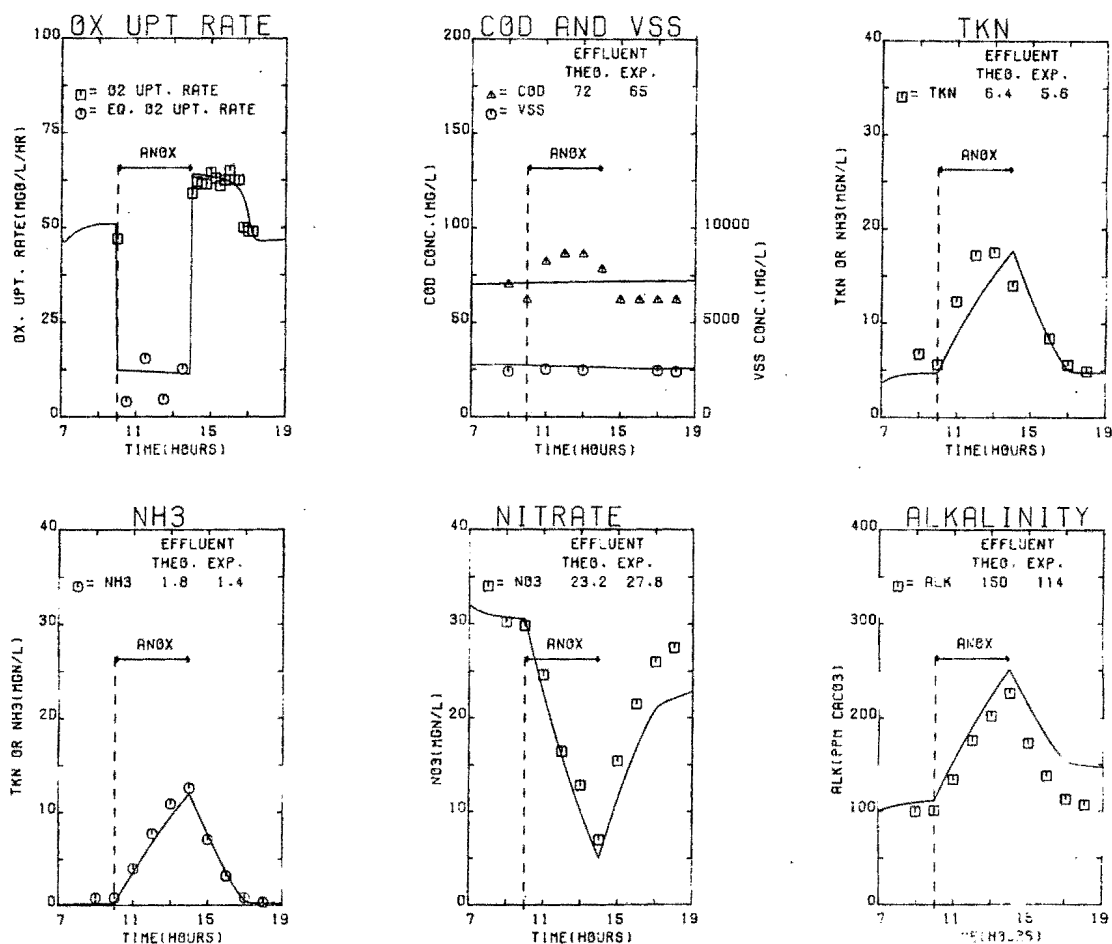 OX UPT RATE
100
75
50
25
0
OX. UPT. RATE(MGO/L/HR)
= O2 UPT. RATE
= EQ. O2 UPT. RATE
ANOX
7 11 15 19
TIME(HOURS)
COD AND VSS
200
150
100
50
0
COD CONC.(MG/L)
EFFLUENT
THEO. EXP.
= COD 72 65
= VSS
ANOX
10000
5000
0
VSS CONC.(MG/L)
7 11 15 19
TIME(HOURS)
TKN
40
30
20
10
0
TKN OR NH3(MGN/L)
EFFLUENT
THEO. EXP.
= TKN 6.4 5.6
ANOX
7 11 15 19
TIME(HOURS)
NH3
40
30
20
10
0
TKN OR NH3(MGN/L)
EFFLUENT
THEO. EXP.
= NH3 1.8 1.4
ANOX
7 11 15 19
TIME(HOURS)
NITRATE
40
30
20
10
0
NO3(MGN/L)
EFFLUENT
THEO. EXP.
= NO3 23.2 27.8
ANOX
7 11 15 19
TIME(HOURS)
ALKALINITY
400
300
200
100
0
ALK(PPM CACO3)
EFFLUENT
THEO. EXP.
= ALK 150 114
ANOX
7 11 15 19